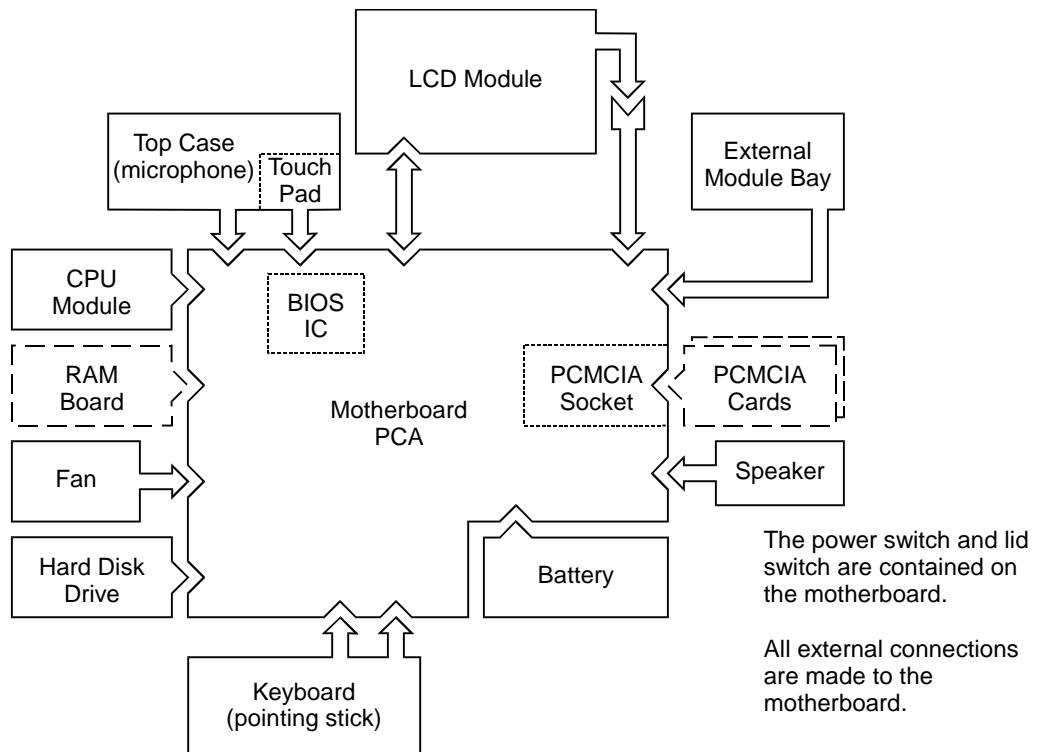 LCD Module
Top Case
(microphone)
Touch
Pad
External
Module Bay
CPU
Module
BIOS
IC
RAM
Board
PCMCIA
Socket
PCMCIA
Cards
Motherboard
PCA
Fan
Speaker
Hard Disk
Drive
Battery
The power switch and lid
switch are contained on
the motherboard.
All external connections
are made to the
motherboard.
Keyboard
(pointing stick)